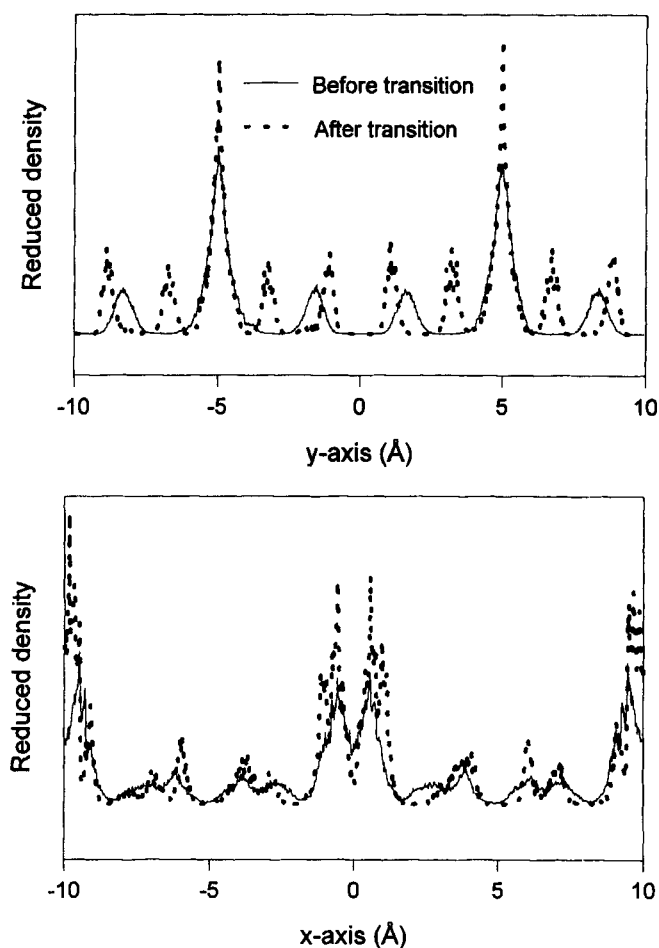 Reduced density
Before transition
After transition
-10
-5
0
5
10
y-axis (Å)
Reduced density
-10
-5
0
5
10
x-axis (Å)